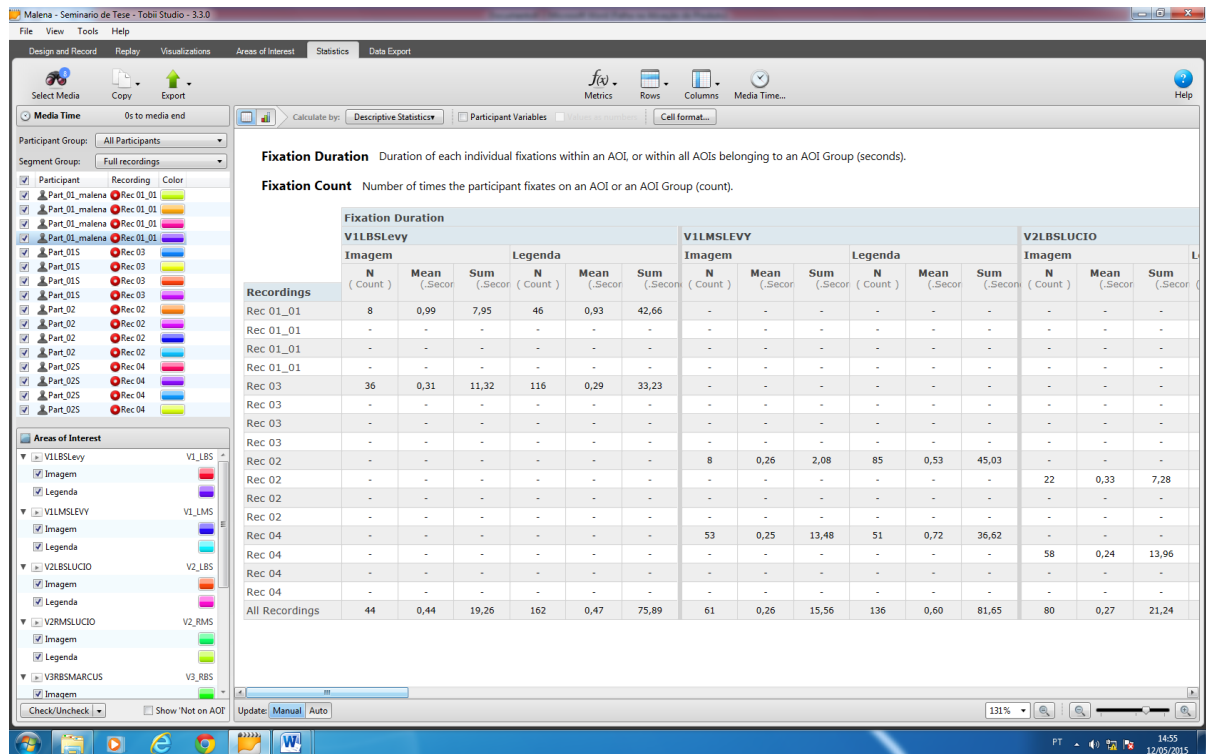 Malena - Seminario de Tese - Tobii Studio - 3.3.0
File View Tools Help
Design and Record Replay Visualizations Areas of Interest Statistics Data Export
Select Media Copy Export Metrics Rows Columns Media Time... Help
Media Time 0s to media end
Calculate by: Descriptive Statistics Participant Variables Cell format...
Participant Group: All Participants
Segment Group: Full recordings
Participant Recording Color
Part_01_malena Rec 01_01
Part_01_malena Rec 01_01
Part_01_malena Rec 01_01
Part_01_malena Rec 01_01
Part_01S Rec 03
Part_01S Rec 03
Part_01S Rec 03
Part_01S Rec 03
Part_02 Rec 02
Part_02 Rec 02
Part_02 Rec 02
Part_02 Rec 02
Part_02S Rec 04
Part_02S Rec 04
Part_02S Rec 04
Part_02S Rec 04
Areas of Interest
V1LBSLevy V1_LBS
Imagem
Legenda
V1LMSLEVY V1_LMS
Imagem
Legenda
V2LBSLUCIO V2_LBS
Imagem
Legenda
V2RMSLUCIO V2_RMS
Imagem
Legenda
V3RBSMARCUS V3_RBS
Imagem
Check/Uncheck Show 'Not on AOI'
Fixation Duration Duration of each individual fixations within an AOI, or within all AOIs belonging to an AOI Group (seconds).
Fixation Count Number of times the participant fixates on an AOI or an AOI Group (count).
Fixation Duration
V1LBSLevy V1LMSLEVY V2LBSLUCIO
Imagem Legenda Imagem Legenda Imagem L
N Mean Sum N Mean Sum N Mean Sum N Mean Sum N Mean Sum
Recordings ( Count ) (.Secor (.Secor ( Count ) (.Secor (.Secon ( Count ) (.Secor (.Secor ( Count ) (.Secor (.Secon ( Count ) (.Secor (.Secor (
Rec 01_01 8 0,99 7,95 46 0,93 42,66 - - - - - - - - -
Rec 01_01 - - - - - - - - - - - - - - -
Rec 01_01 - - - - - - - - - - - - - - -
Rec 01_01 - - - - - - - - - - - - - - -
Rec 03 36 0,31 11,32 116 0,29 33,23 - - - - - - - - -
Rec 03 - - - - - - - - - - - - - - -
Rec 03 - - - - - - - - - - - - - - -
Rec 03 - - - - - - - - - - - - - - -
Rec 02 - - - - - - 8 0,26 2,08 85 0,53 45,03 - - -
Rec 02 - - - - - - - - - - - - 22 0,33 7,28
Rec 02 - - - - - - - - - - - - - - -
Rec 02 - - - - - - - - - - - - - - -
Rec 04 - - - - - - 53 0,25 13,48 51 0,72 36,62 - - -
Rec 04 - - - - - - - - - - - - 58 0,24 13,96
Rec 04 - - - - - - - - - - - - - - -
Rec 04 - - - - - - - - - - - - - - -
All Recordings 44 0,44 19,26 162 0,47 75,89 61 0,26 15,56 136 0,60 81,65 80 0,27 21,24
Update: Manual Auto 131%
PT 14:55
12/05/2015